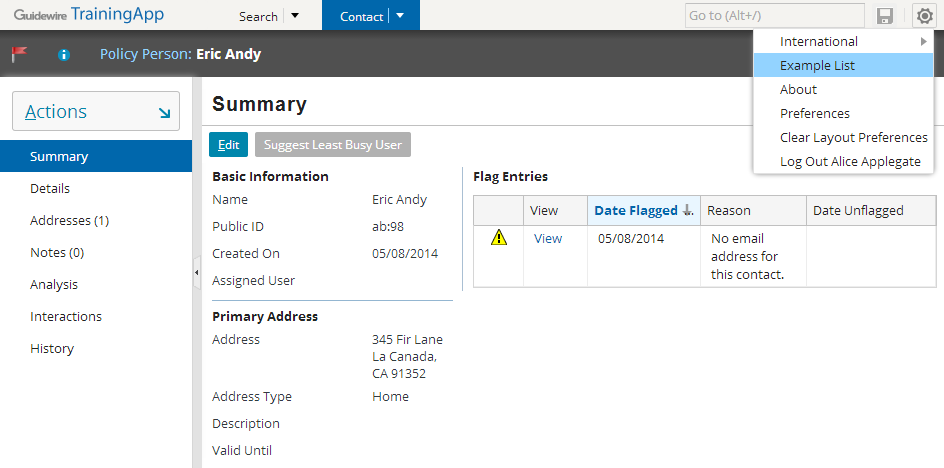 Guidewire TrainingApp Search Contact Go to (Alt+/)
International
Example List
About
Preferences
Clear Layout Preferences
Log Out Alice Applegate
Policy Person: Eric Andy
Actions
Summary
Details
Addresses (1)
Notes (0)
Analysis
Interactions
History
Summary
Edit Suggest Least Busy User
Basic Information
Name Eric Andy
Public ID ab:98
Created On 05/08/2014
Assigned User
Primary Address
Address 345 Fir Lane
La Canada,
CA 91352
Address Type Home
Description
Valid Until
Flag Entries
View Date Flagged Reason Date Unflagged
View 05/08/2014 No email
address for
this contact.